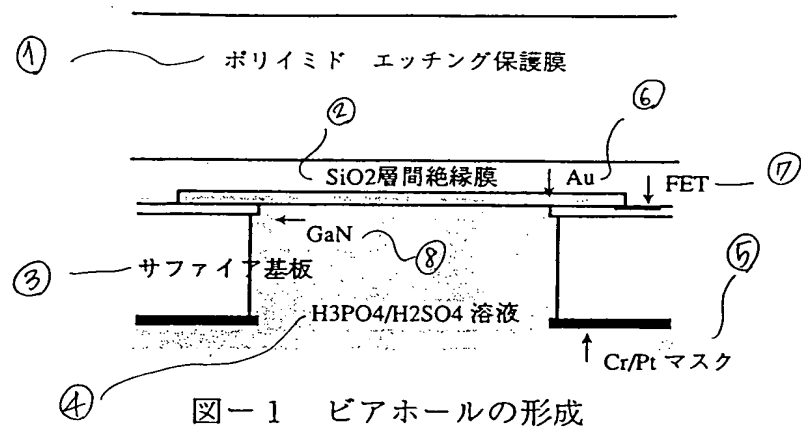 ① ポリイミド エッチング保護膜
② ⑥
SiO2層間絶縁膜 Au
FET ⑦
GaN ⑧
③ サファイア基板
⑤
H3PO4/H2SO4 溶液
Cr/Pt マスク
④
図－1 ビアホールの形成